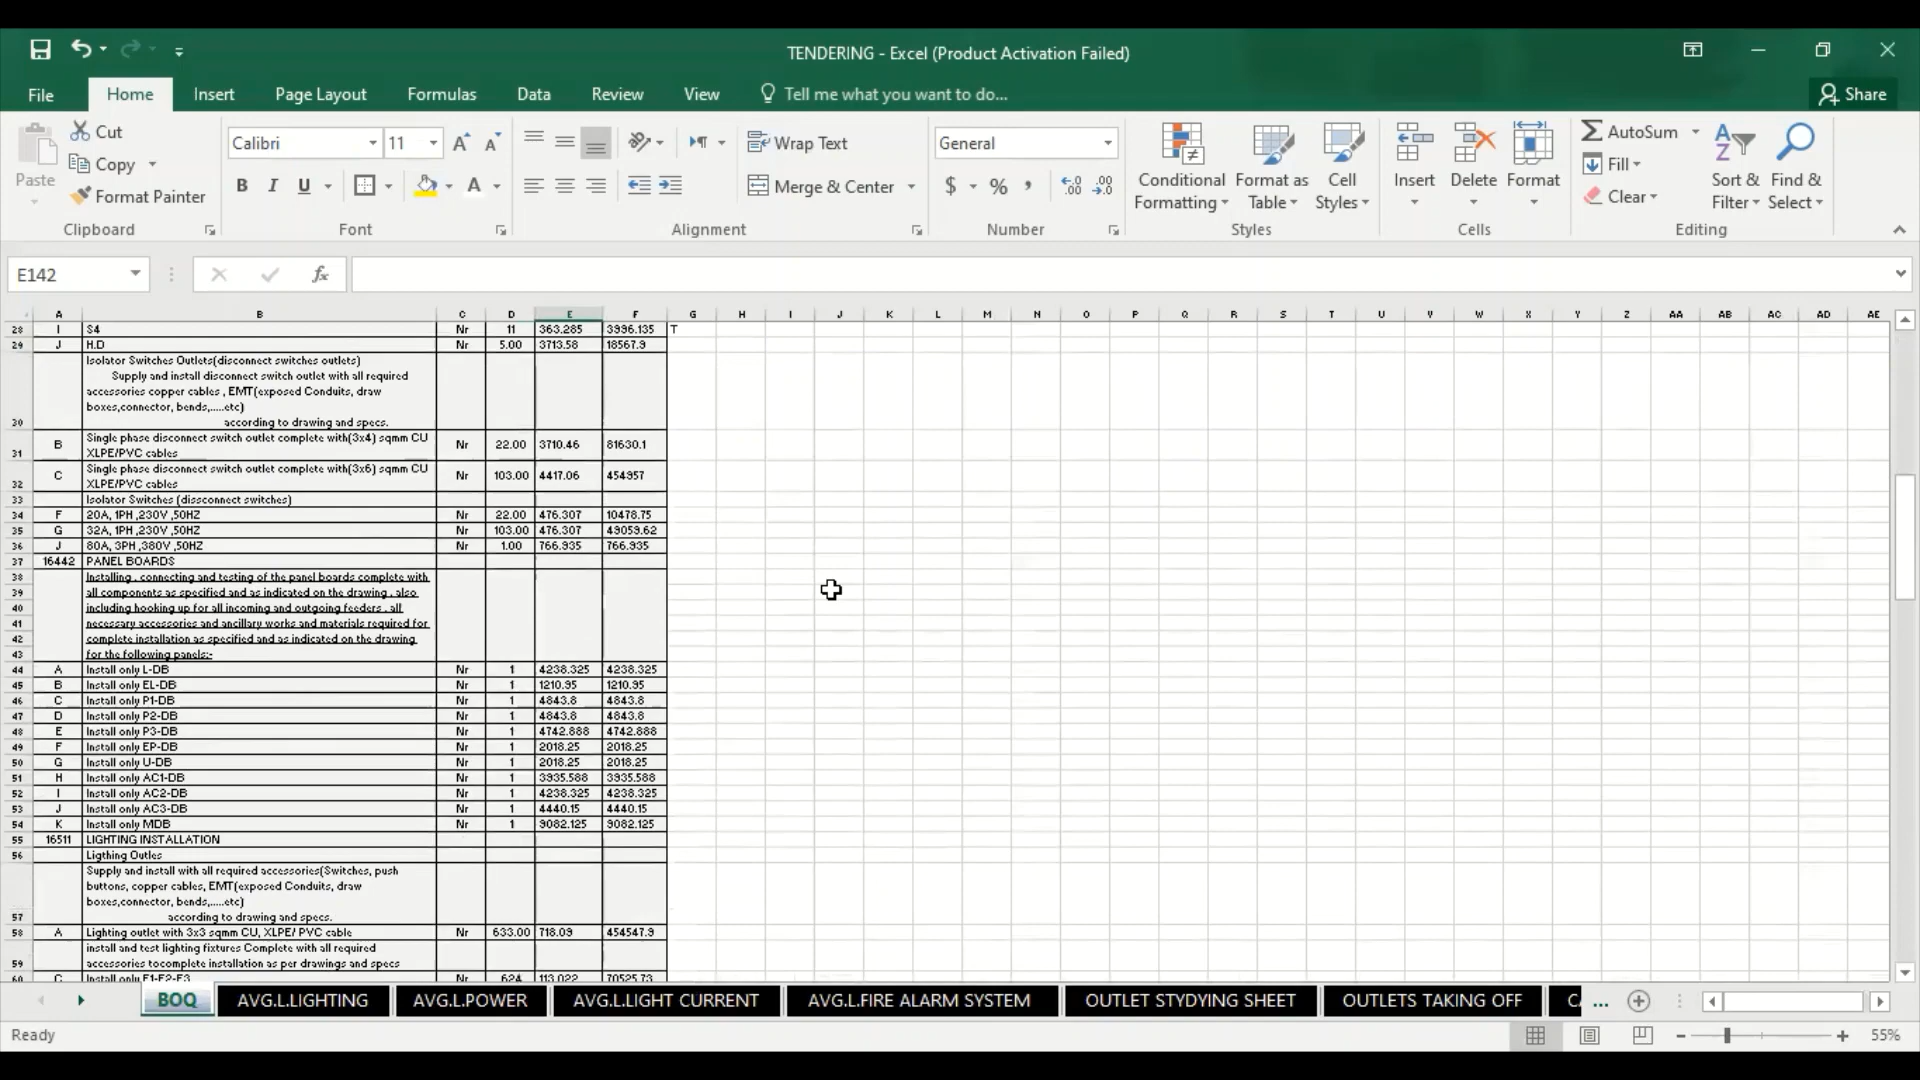 TENDERING - Excel (Product Activation Failed)
File Home Insert Page Layout Formulas Data Review View Tell me what you want to do... Share
Cut
Copy
Format Painter
Paste
Clipboard
Calibri 11
B I U
Font
Wrap Text
Merge & Center
Alignment
General
$ % ,
Number
Conditional Formatting
Format as Table
Cell Styles
Styles
Insert Delete Format
Cells
AutoSum
Fill
Clear
Sort & Filter
Find & Select
Editing
E142 fx
A B C D E F G H I J K L M N O P Q R S T U V W X Y Z AA AB AC AD AE
28 I S4 Nr 11 363.285 3996.135 T
29 J H.D Nr 5.00 3713.58 18567.9
Isolator Switches Outlets(disconnect switches outlets)
Supply and install disconnect switch outlet with all required
accessories copper cables , EMT(exposed Conduits, draw
boxes,connector, bends,.....etc)
30 according to drawing and specs.
31 B Single phase disconnect switch outlet complete with(3x4) sqmm CU
XLPE/PVC cables Nr 22.00 3710.46 81630.1
32 C Single phase disconnect switch outlet complete with(3x6) sqmm CU
XLPE/PVC cables Nr 103.00 4417.06 454957
33 Isolator Switches (dissconnect switches)
34 F 20A, 1PH ,230V ,50HZ Nr 22.00 476.307 10478.75
35 G 32A, 1PH ,230V ,50HZ Nr 103.00 476.307 49059.62
36 J 80A, 3PH ,380V ,50HZ Nr 1.00 766.935 766.935
37 16442 PANEL BOARDS
38 Installing , connecting and testing of the panel boards complete with
39 all components as specified and as indicated on the drawing , also
40 including hooking up for all incoming and outgoing feeders , all
41 necessary accessories and ancillary works and materials required for
42 complete installation as specified and as indicated on the drawing
43 for the following panels:-
44 A Install only L-DB Nr 1 4238.325 4238.325
45 B Install only EL-DB Nr 1 1210.95 1210.95
46 C Install only P1-DB Nr 1 4843.8 4843.8
47 D Install only P2-DB Nr 1 4843.8 4843.8
48 E Install only P3-DB Nr 1 4742.888 4742.888
49 F Install only EP-DB Nr 1 2018.25 2018.25
50 G Install only U-DB Nr 1 2018.25 2018.25
51 H Install only AC1-DB Nr 1 3935.588 3935.588
52 I Install only AC2-DB Nr 1 4238.325 4238.325
53 J Install only AC3-DB Nr 1 4440.15 4440.15
54 K Install only MDB Nr 1 9082.125 9082.125
55 16511 LIGHTING INSTALLATION
56 Ligthing Outles
Supply and install with all required accessories(Switches, push
buttons, copper cables, EMT(exposed Conduits, draw
boxes,connector, bends,.....etc)
57 according to drawing and specs.
58 A Lighting outlet with 3x3 sqmm CU, XLPE/ PVC cable Nr 633.00 718.09 454547.9
install and test lighting fixtures Complete with all required
59 accessories tocomplete installation as per drawings and specs
60 C Install only F1-F2-F3 Nr 624 113.022 70525.73
BOQ AVG.L.LIGHTING AVG.L.POWER AVG.L.LIGHT CURRENT AVG.L.FIRE ALARM SYSTEM OUTLET STYDYING SHEET OUTLETS TAKING OFF ...
Ready 55%